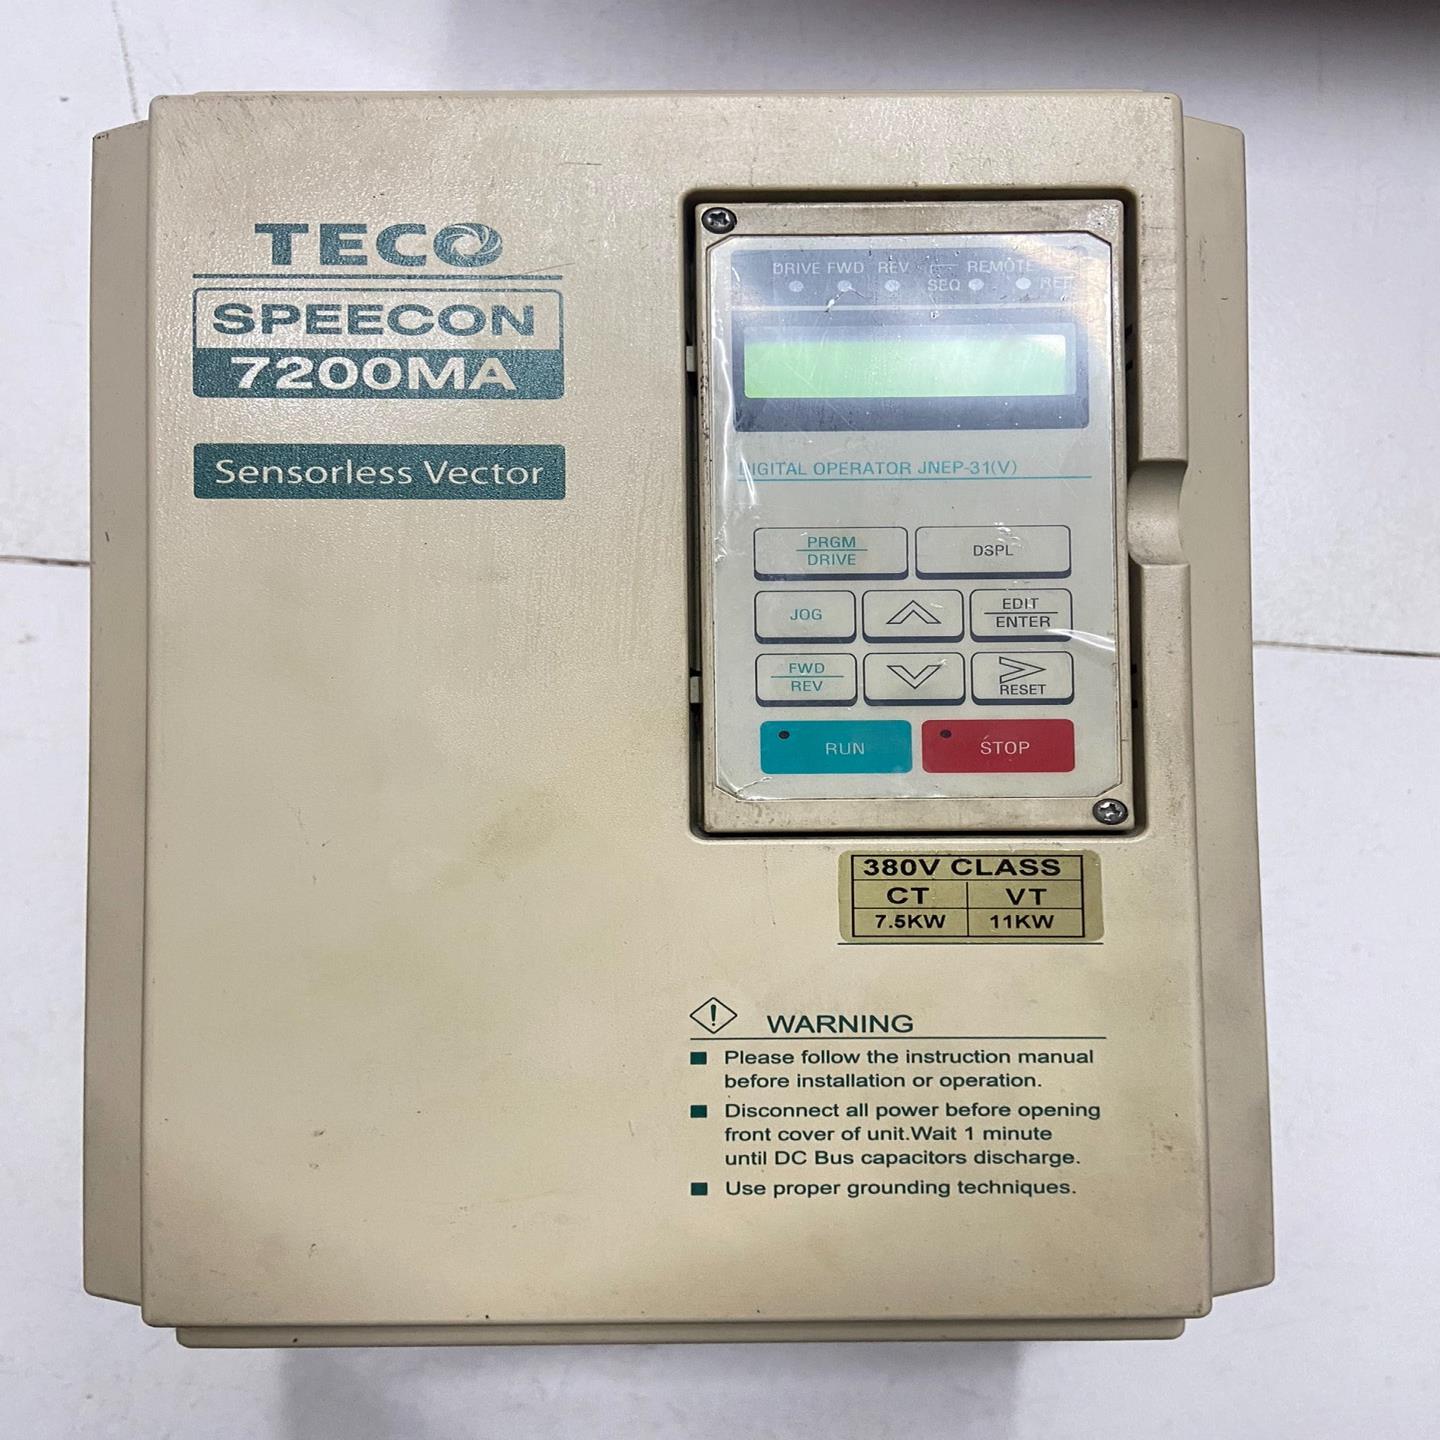 TECO
SPEECON
7200MA
Sensorless Vector
DRIVE FWD REV REMOTE
SEQ REF
DIGITAL OPERATOR JNEP-31(V)
PRGM
DRIVE
DSPL
JOG
EDIT
ENTER
FWD
REV
RESET
RUN
STOP
380V CLASS
CT VT
7.5KW 11KW
WARNING
Please follow the instruction manual
before installation or operation.
Disconnect all power before opening
front cover of unit.Wait 1 minute
until DC Bus capacitors discharge.
Use proper grounding techniques.